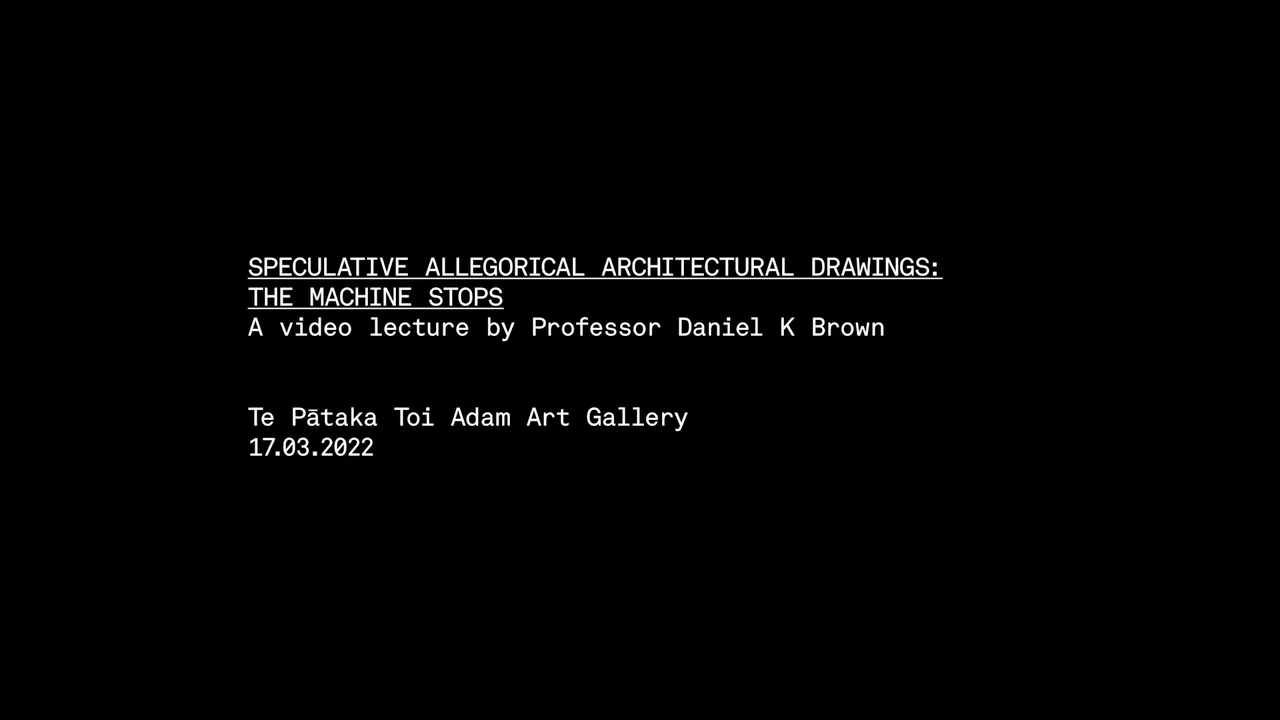 SPECULATIVE ALLEGORICAL ARCHITECTURAL DRAWINGS:
THE MACHINE STOPS
A video lecture by Professor Daniel K Brown
Te Pātaka Toi Adam Art Gallery
17.03.2022